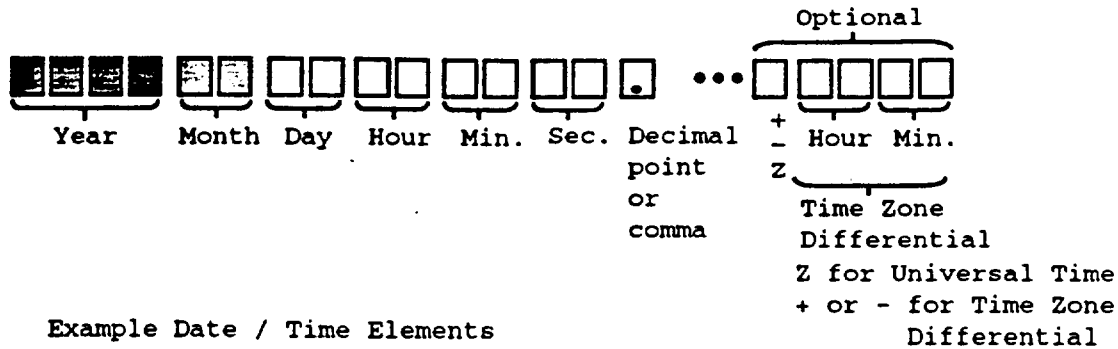 Optional
Year Month Day Hour Min. Sec. Decimal point or comma + - Z Hour Min.
Time Zone
Differential
Z for Universal Time
+ or - for Time Zone
Differential
Example Date / Time Elements